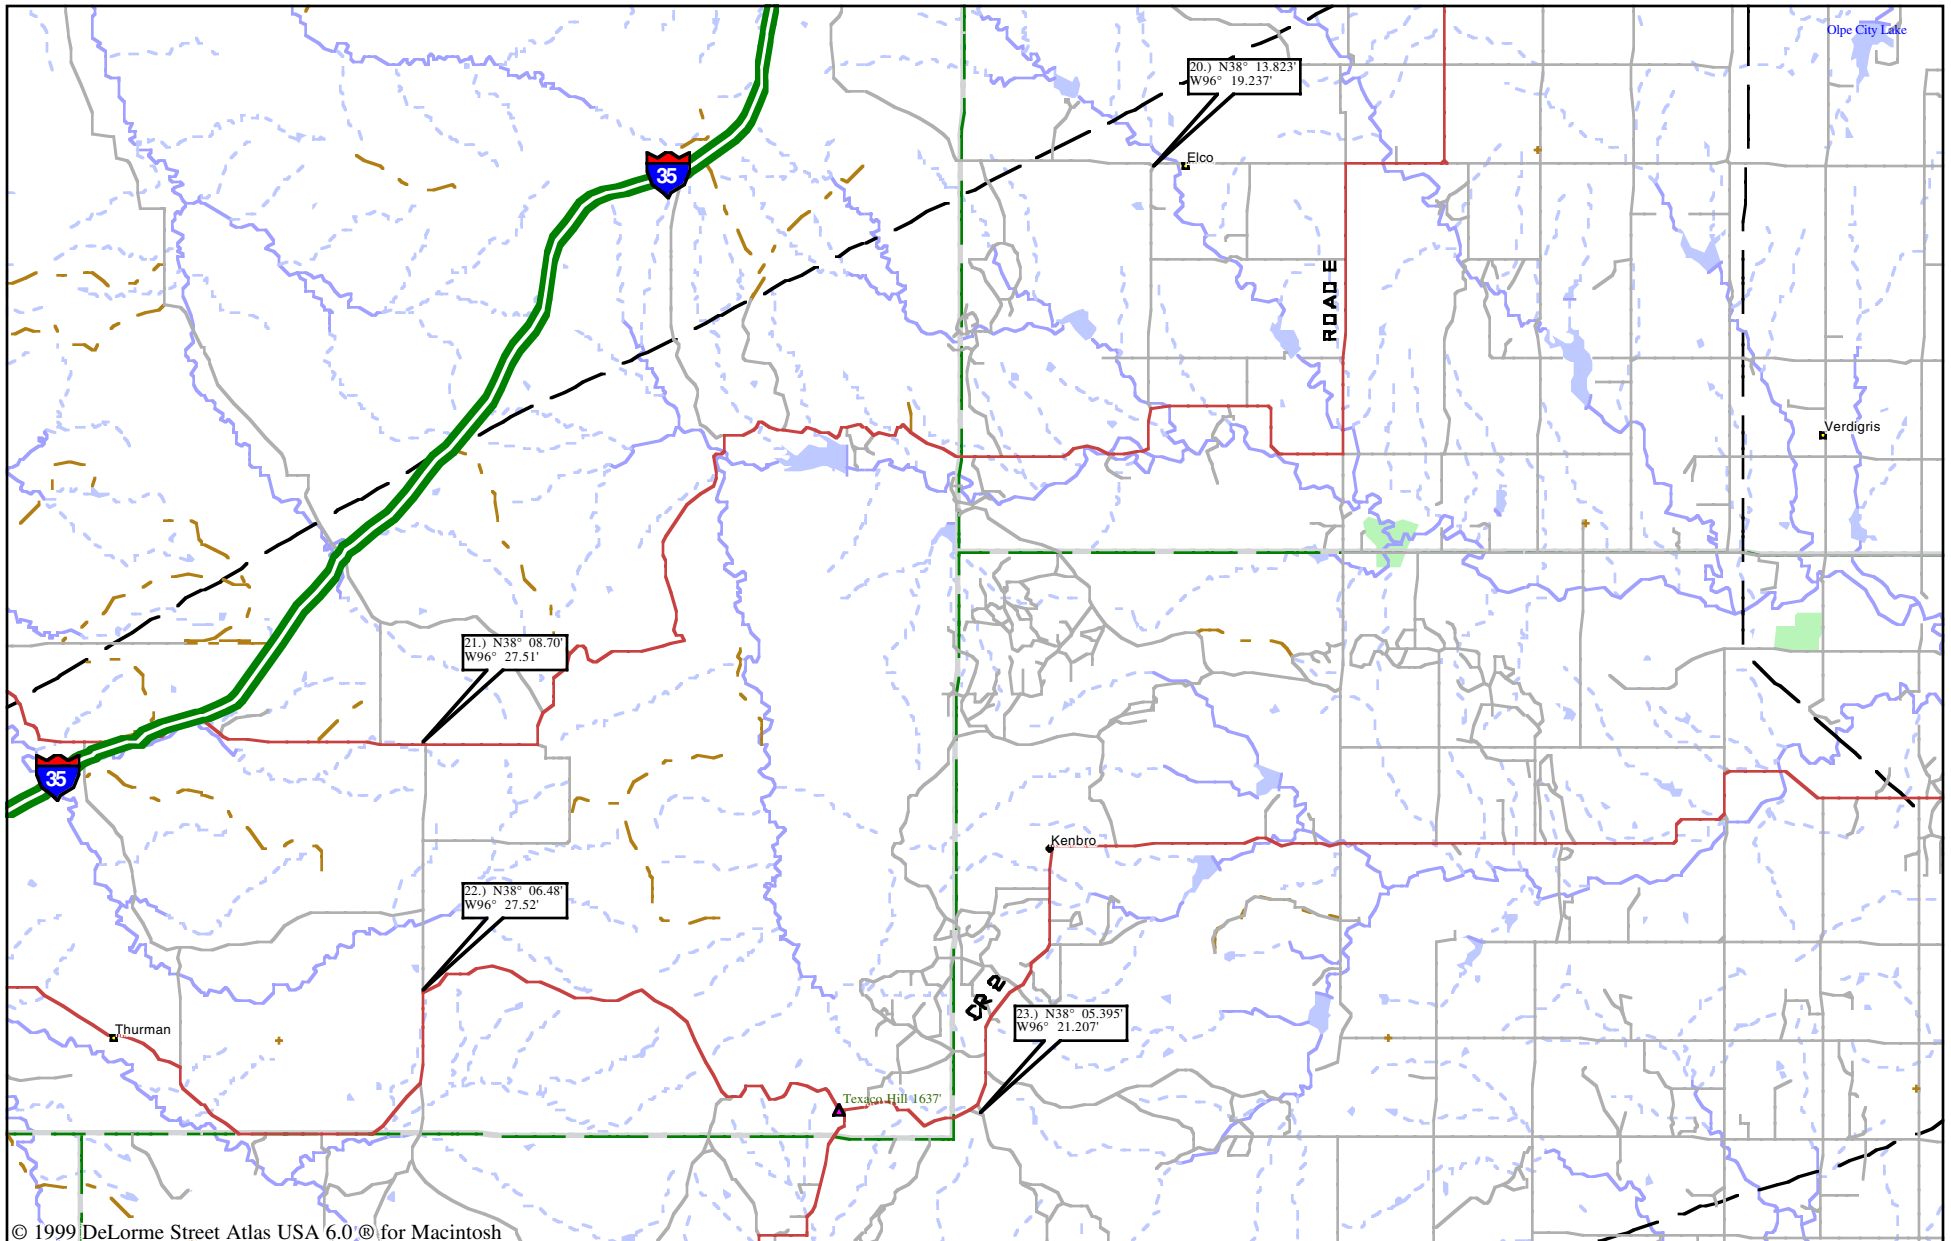 Olpe City Lake
20.) N38° 13.823'
W96° 19.237'
Elco
35
ROAD E
Verdigris
21.) N38° 08.70'
W96° 27.51'
35
Kenbro
22.) N38° 06.48'
W96° 27.52'
CR 2
23.) N38° 05.395'
W96° 21.207'
Thurman
Texaco Hill 1637'
© 1999 DeLorme Street Atlas USA 6.0 ® for Macintosh